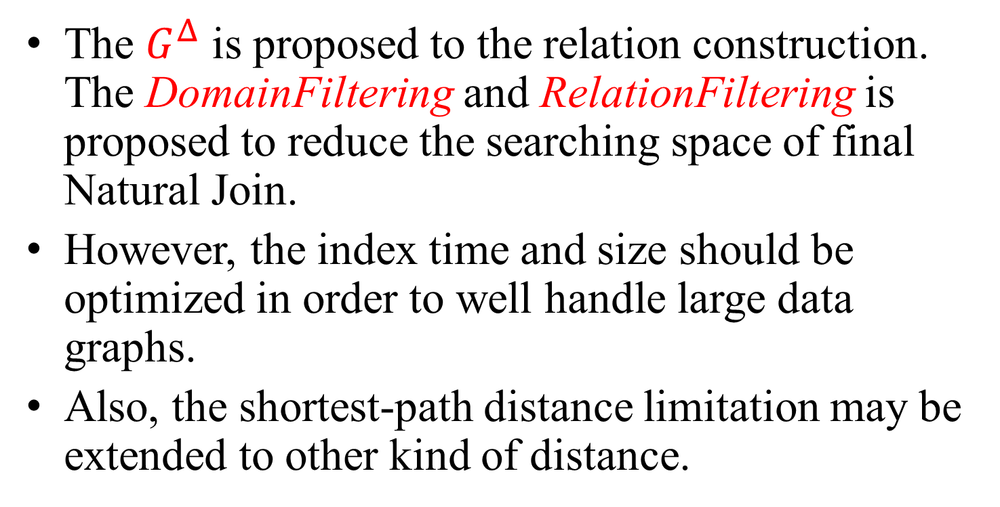 • The G^Δ is proposed to the relation construction.
The DomainFiltering and RelationFiltering is
proposed to reduce the searching space of final
Natural Join.
• However, the index time and size should be
optimized in order to well handle large data
graphs.
• Also, the shortest-path distance limitation may be
extended to other kind of distance.